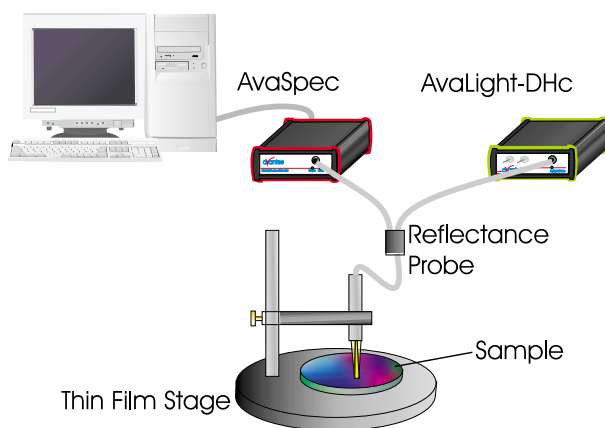 AvaSpec
AvaLight-DHc
Reflectance
Probe
Sample
Thin Film Stage